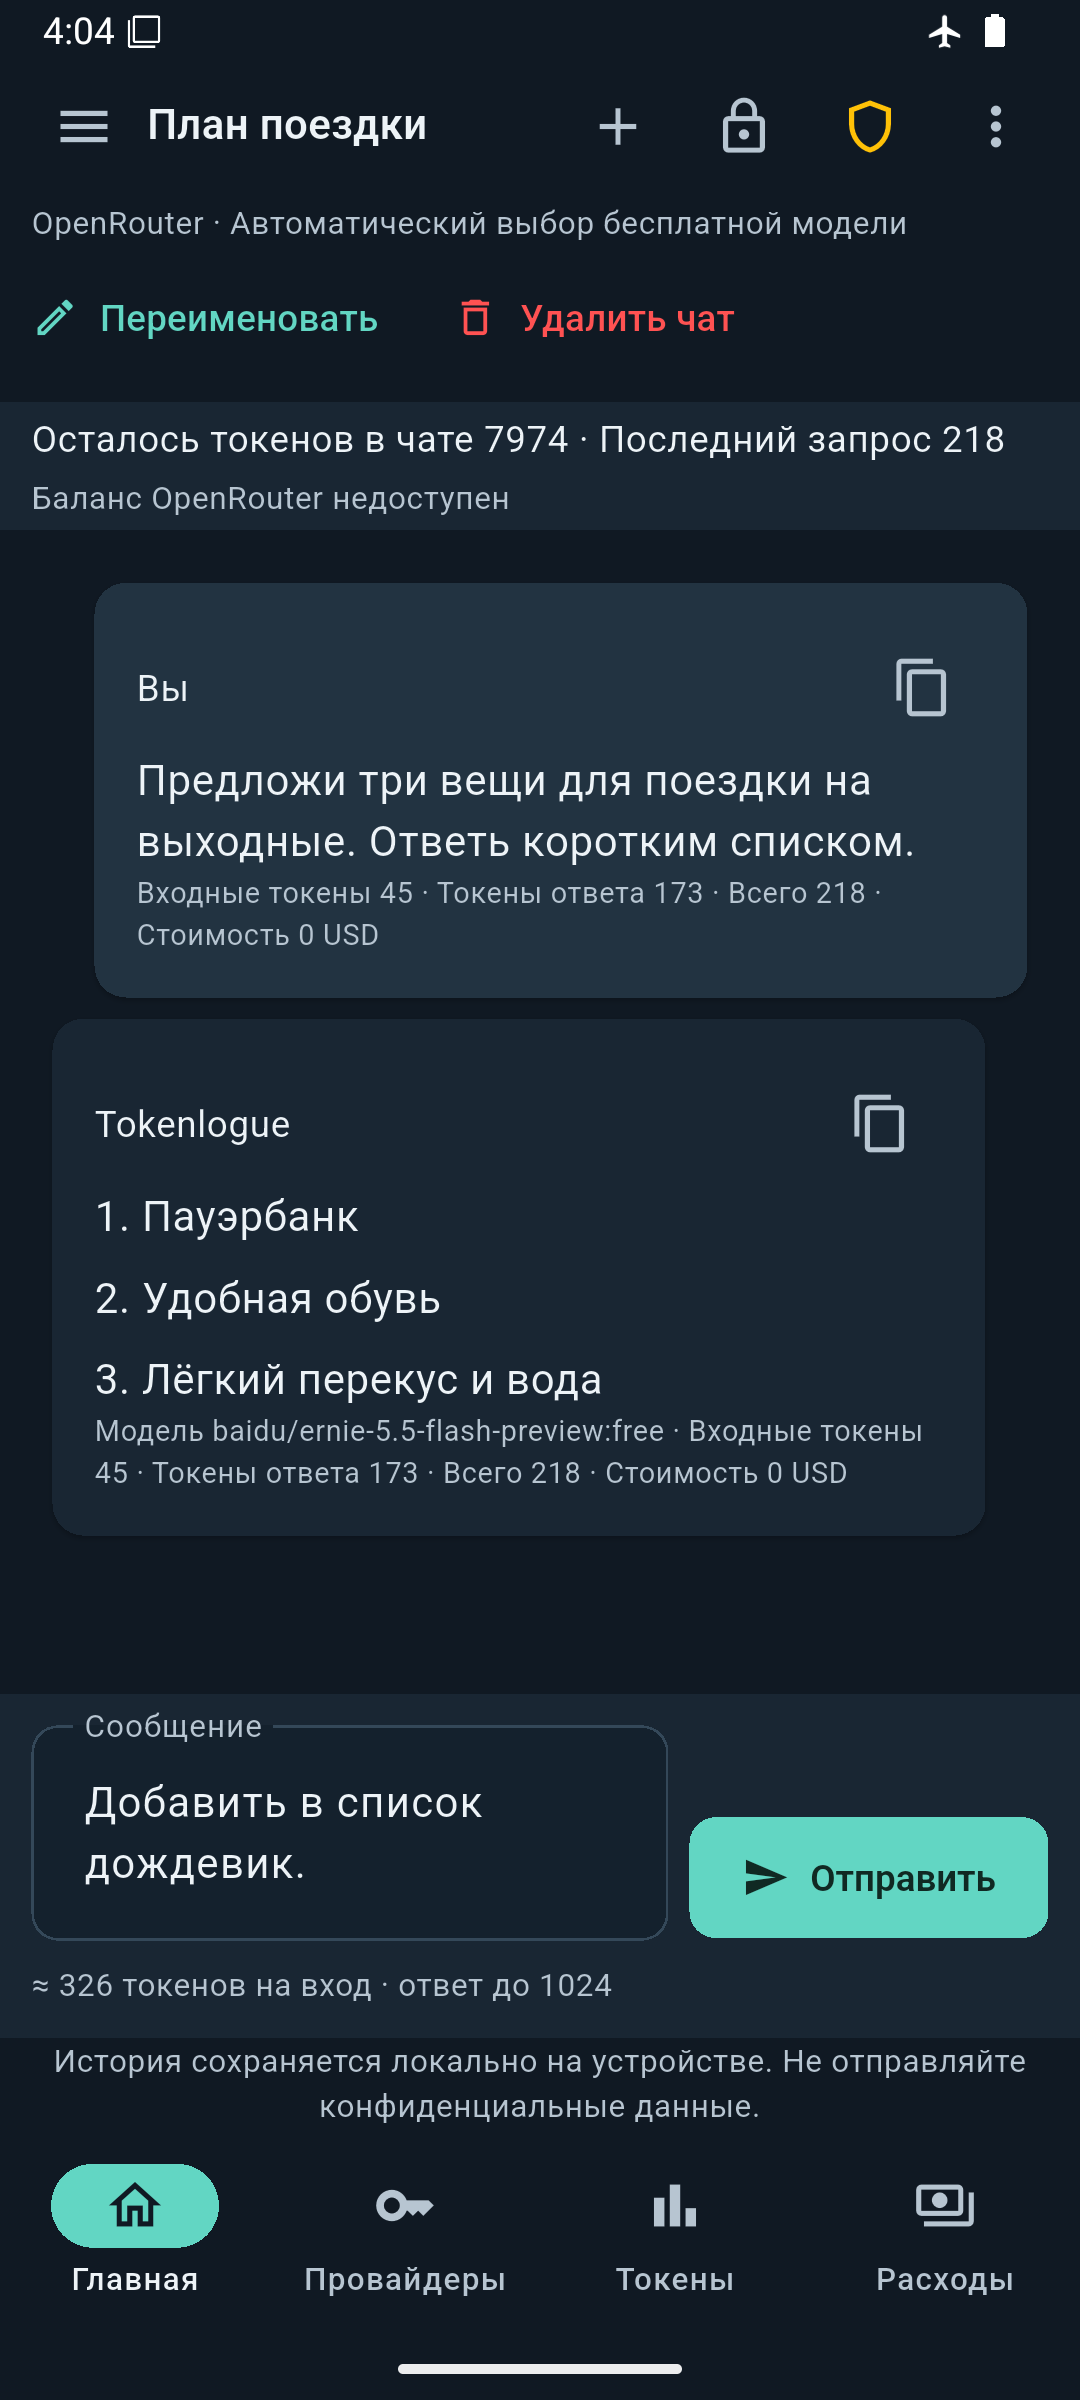 4:04
План поездки
OpenRouter · Автоматический выбор бесплатной модели
Переименовать
Удалить чат
Осталось токенов в чате 7974 · Последний запрос 218
Баланс OpenRouter недоступен
Вы
Предложи три вещи для поездки на
выходные. Ответь коротким списком.
Входные токены 45 · Токены ответа 173 · Всего 218 ·
Стоимость 0 USD
Tokenlogue
1. Пауэрбанк
2. Удобная обувь
3. Лёгкий перекус и вода
Модель baidu/ernie-5.5-flash-preview:free · Входные токены
45 · Токены ответа 173 · Всего 218 · Стоимость 0 USD
Сообщение
Добавить в список
дождевик.
Отправить
≈ 326 токенов на вход · ответ до 1024
История сохраняется локально на устройстве. Не отправляйте
конфиденциальные данные.
Главная
Провайдеры
Токены
Расходы